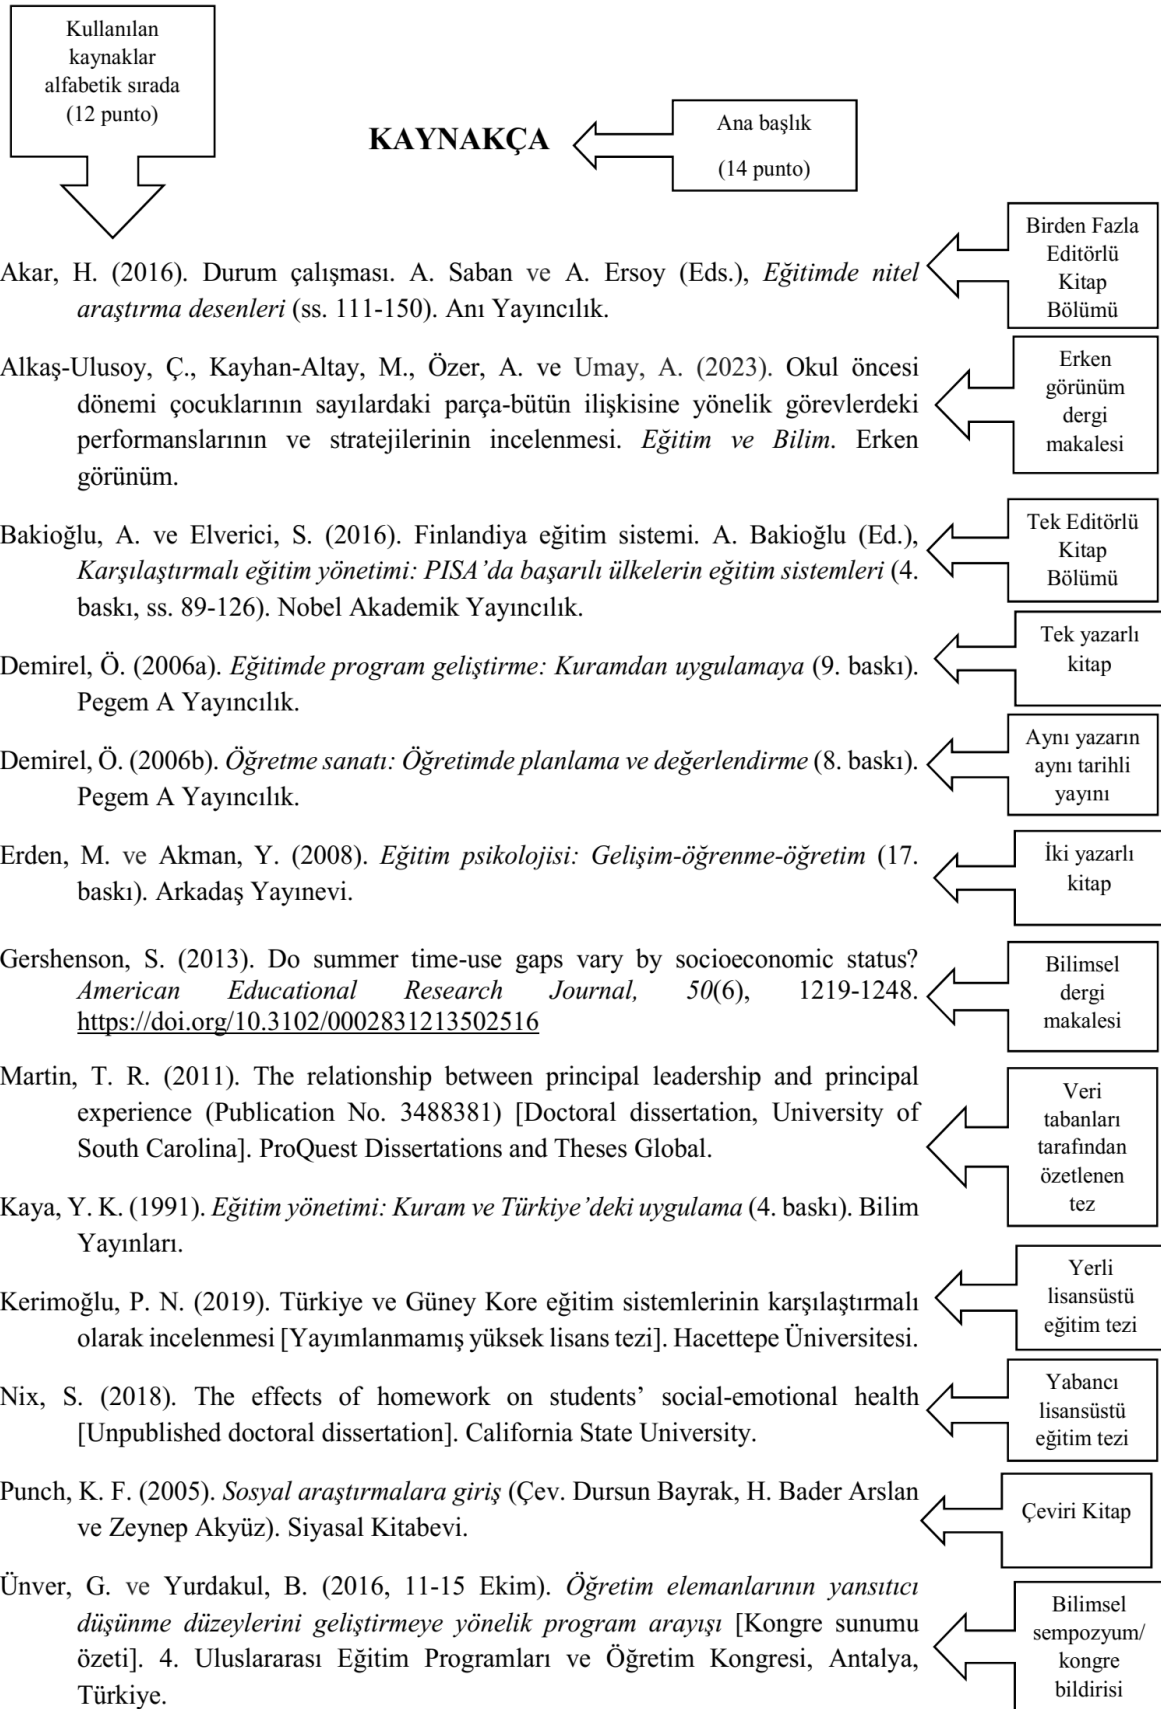 Kullanılan
kaynaklar
alfabetik sırada
(12 punto)
KAYNAKÇA
Ana başlık
(14 punto)
Akar, H. (2016). Durum çalışması. A. Saban ve A. Ersoy (Eds.), Eğitimde nitel
araştırma desenleri (ss. 111-150). Anı Yayıncılık.
Birden Fazla
Editörlü
Kitap
Bölümü
Alkaş-Ulusoy, Ç., Kayhan-Altay, M., Özer, A. ve Umay, A. (2023). Okul öncesi
dönemi çocuklarının sayılardaki parça-bütün ilişkisine yönelik görevlerdeki
performanslarının ve stratejilerinin incelenmesi. Eğitim ve Bilim. Erken
görünüm.
Erken
görünüm
dergi
makalesi
Bakioğlu, A. ve Elverici, S. (2016). Finlandiya eğitim sistemi. A. Bakioğlu (Ed.),
Karşılaştırmalı eğitim yönetimi: PISA’da başarılı ülkelerin eğitim sistemleri (4.
baskı, ss. 89-126). Nobel Akademik Yayıncılık.
Tek Editörlü
Kitap
Bölümü
Demirel, Ö. (2006a). Eğitimde program geliştirme: Kuramdan uygulamaya (9. baskı).
Pegem A Yayıncılık.
Tek yazarlı
kitap
Demirel, Ö. (2006b). Öğretme sanatı: Öğretimde planlama ve değerlendirme (8. baskı).
Pegem A Yayıncılık.
Aynı yazarın
aynı tarihli
yayını
Erden, M. ve Akman, Y. (2008). Eğitim psikolojisi: Gelişim-öğrenme-öğretim (17.
baskı). Arkadaş Yayınevi.
İki yazarlı
kitap
Gershenson, S. (2013). Do summer time-use gaps vary by socioeconomic status?
American Educational Research Journal, 50(6), 1219-1248.
https://doi.org/10.3102/0002831213502516
Bilimsel
dergi
makalesi
Martin, T. R. (2011). The relationship between principal leadership and principal
experience (Publication No. 3488381) [Doctoral dissertation, University of
South Carolina]. ProQuest Dissertations and Theses Global.
Veri
tabanları
tarafından
özetlenen
tez
Kaya, Y. K. (1991). Eğitim yönetimi: Kuram ve Türkiye’deki uygulama (4. baskı). Bilim
Yayınları.
Kerimoğlu, P. N. (2019). Türkiye ve Güney Kore eğitim sistemlerinin karşılaştırmalı
olarak incelenmesi [Yayımlanmamış yüksek lisans tezi]. Hacettepe Üniversitesi.
Yerli
lisansüstü
eğitim tezi
Nix, S. (2018). The effects of homework on students’ social-emotional health
[Unpublished doctoral dissertation]. California State University.
Yabancı
lisansüstü
eğitim tezi
Punch, K. F. (2005). Sosyal araştırmalara giriş (Çev. Dursun Bayrak, H. Bader Arslan
ve Zeynep Akyüz). Siyasal Kitabevi.
Çeviri Kitap
Ünver, G. ve Yurdakul, B. (2016, 11-15 Ekim). Öğretim elemanlarının yansıtıcı
düşünme düzeylerini geliştirmeye yönelik program arayışı [Kongre sunumu
özeti]. 4. Uluslararası Eğitim Programları ve Öğretim Kongresi, Antalya,
Türkiye.
Bilimsel
sempozyum/
kongre
bildirisi